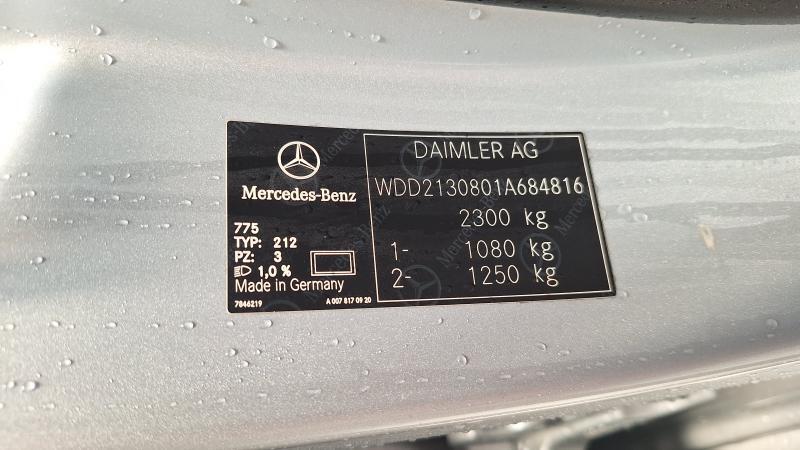 Mercedes-Benz
775
TYP: 212
PZ: 3
1,0 %
Made in Germany
7846219
A 007 817 09 20
DAIMLER AG
WDD2130801A684816
2300 kg
1- 1080 kg
2- 1250 kg